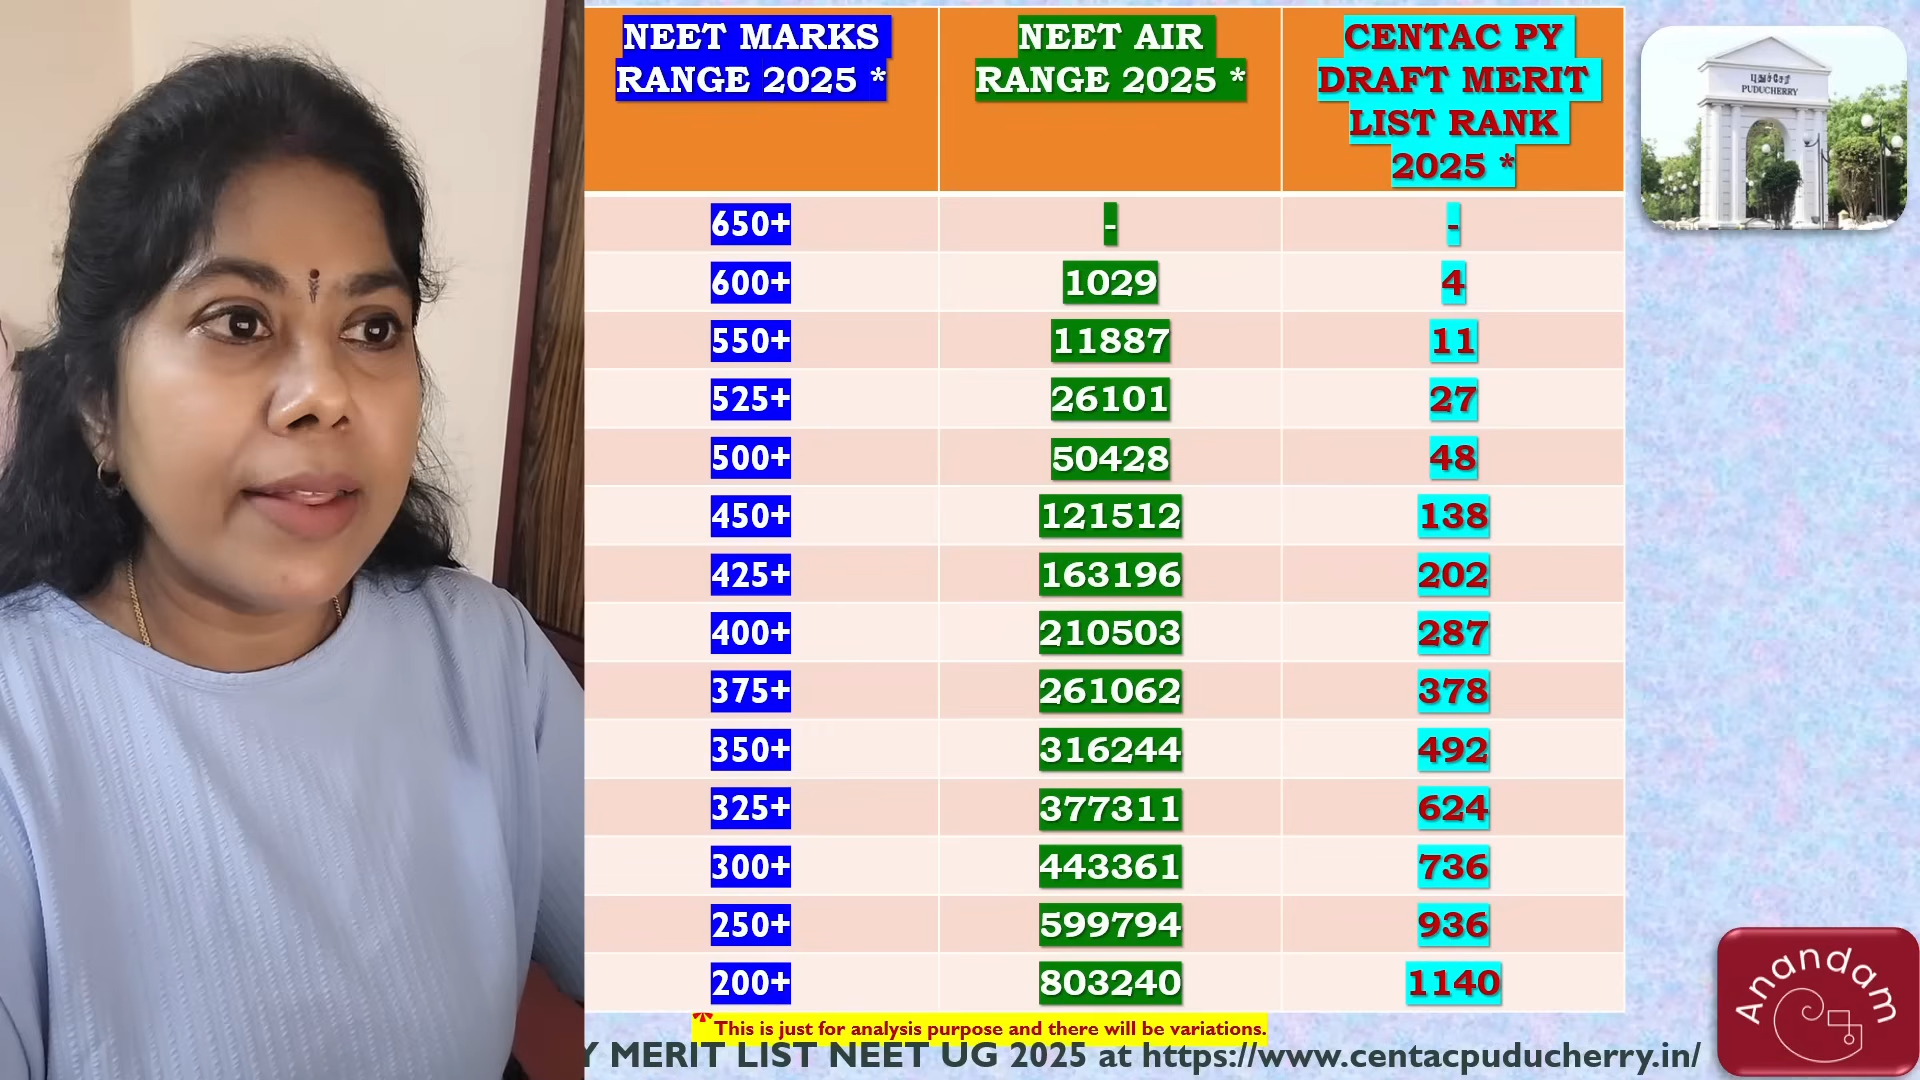 NEET MARKS
RANGE 2025 *
NEET AIR
RANGE 2025 *
CENTAC PY
DRAFT MERIT
LIST RANK
2025 *
650+ - -
600+ 1029 4
550+ 11887 11
525+ 26101 27
500+ 50428 48
450+ 121512 138
425+ 163196 202
400+ 210503 287
375+ 261062 378
350+ 316244 492
325+ 377311 624
300+ 443361 736
250+ 599794 936
200+ 803240 1140
*This is just for analysis purpose and there will be variations.
Y MERIT LIST NEET UG 2025 at https://www.centacpuducherry.in/
புதுச்சேரி
PUDUCHERRY
Anandam